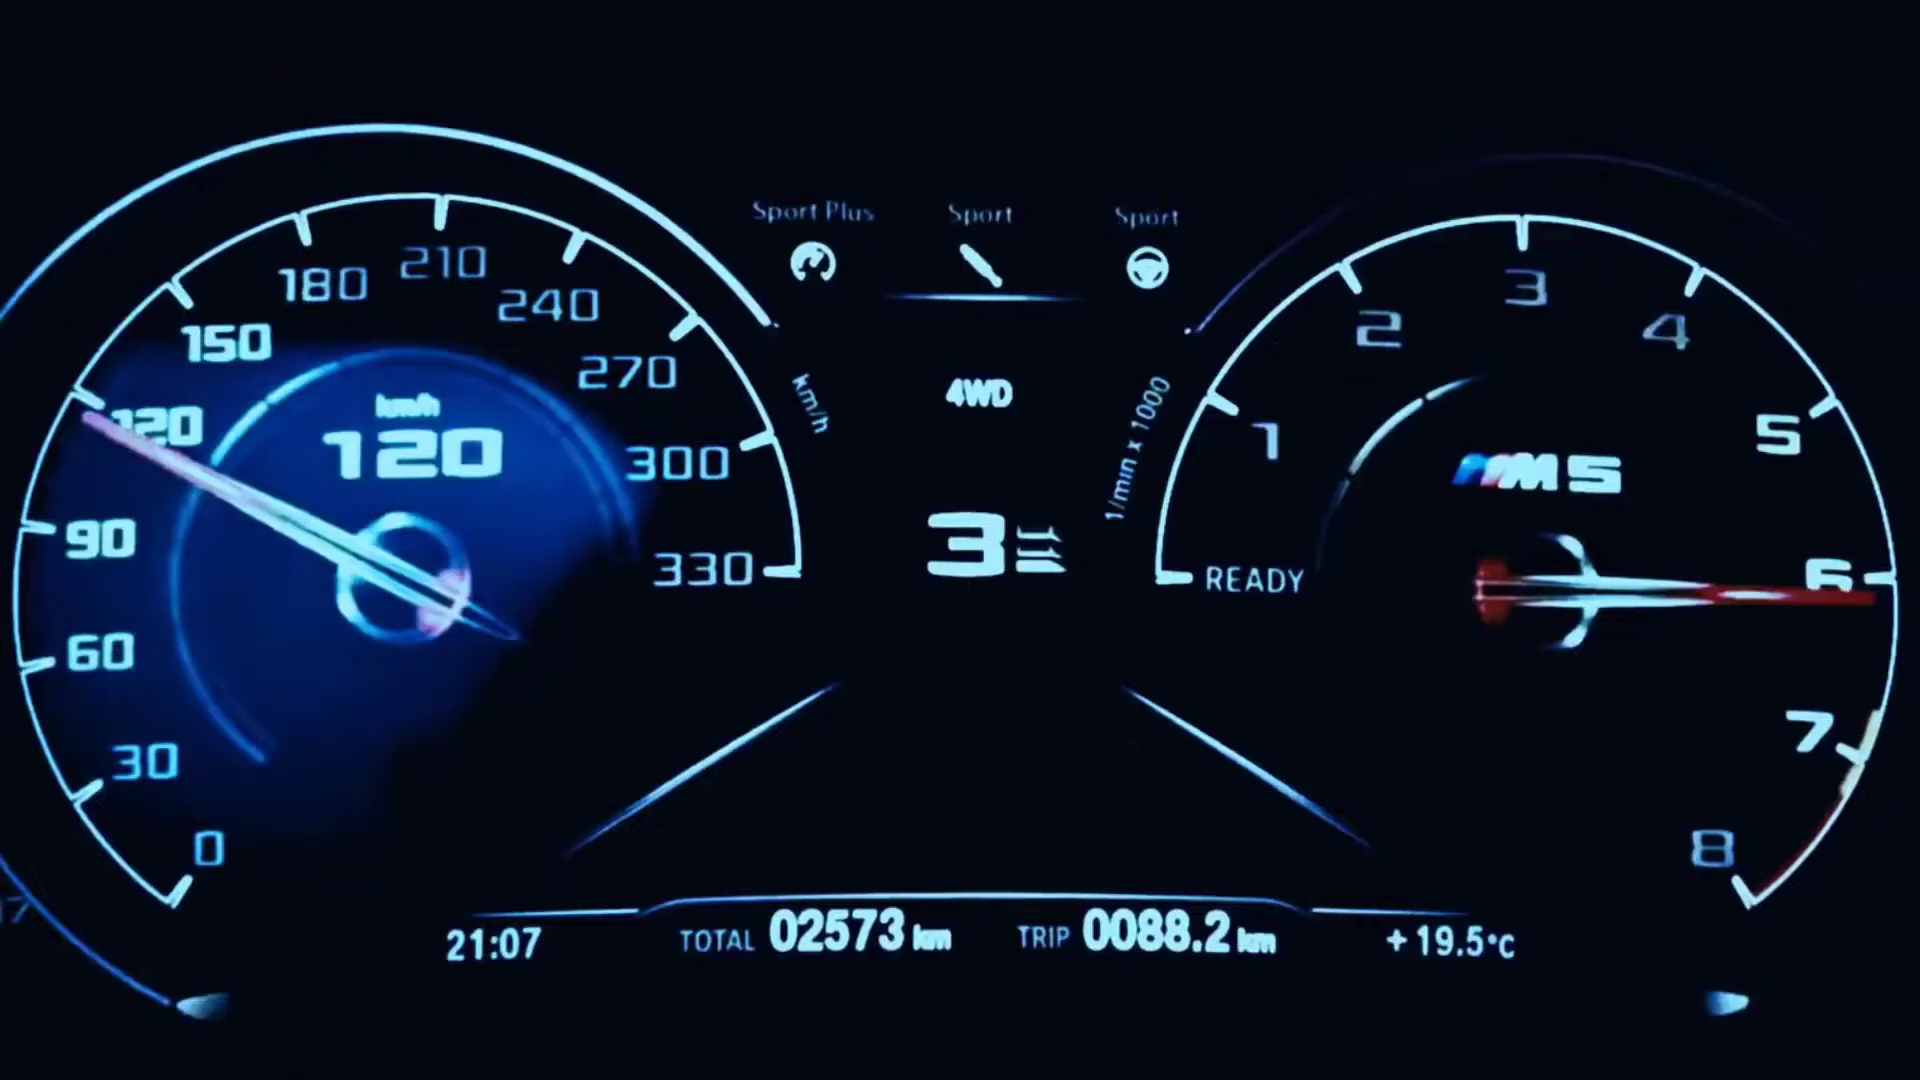 Sport Plus
Sport
Sport
180
210
240
150
270
120
300
90
330
60
30
0
km/h
120
km/h
4WD
3
1/min x 1000
READY
1
2
3
4
5
6
7
8
M5
21:07
TOTAL 02573 km
TRIP 0088.2 km
+19.5°C